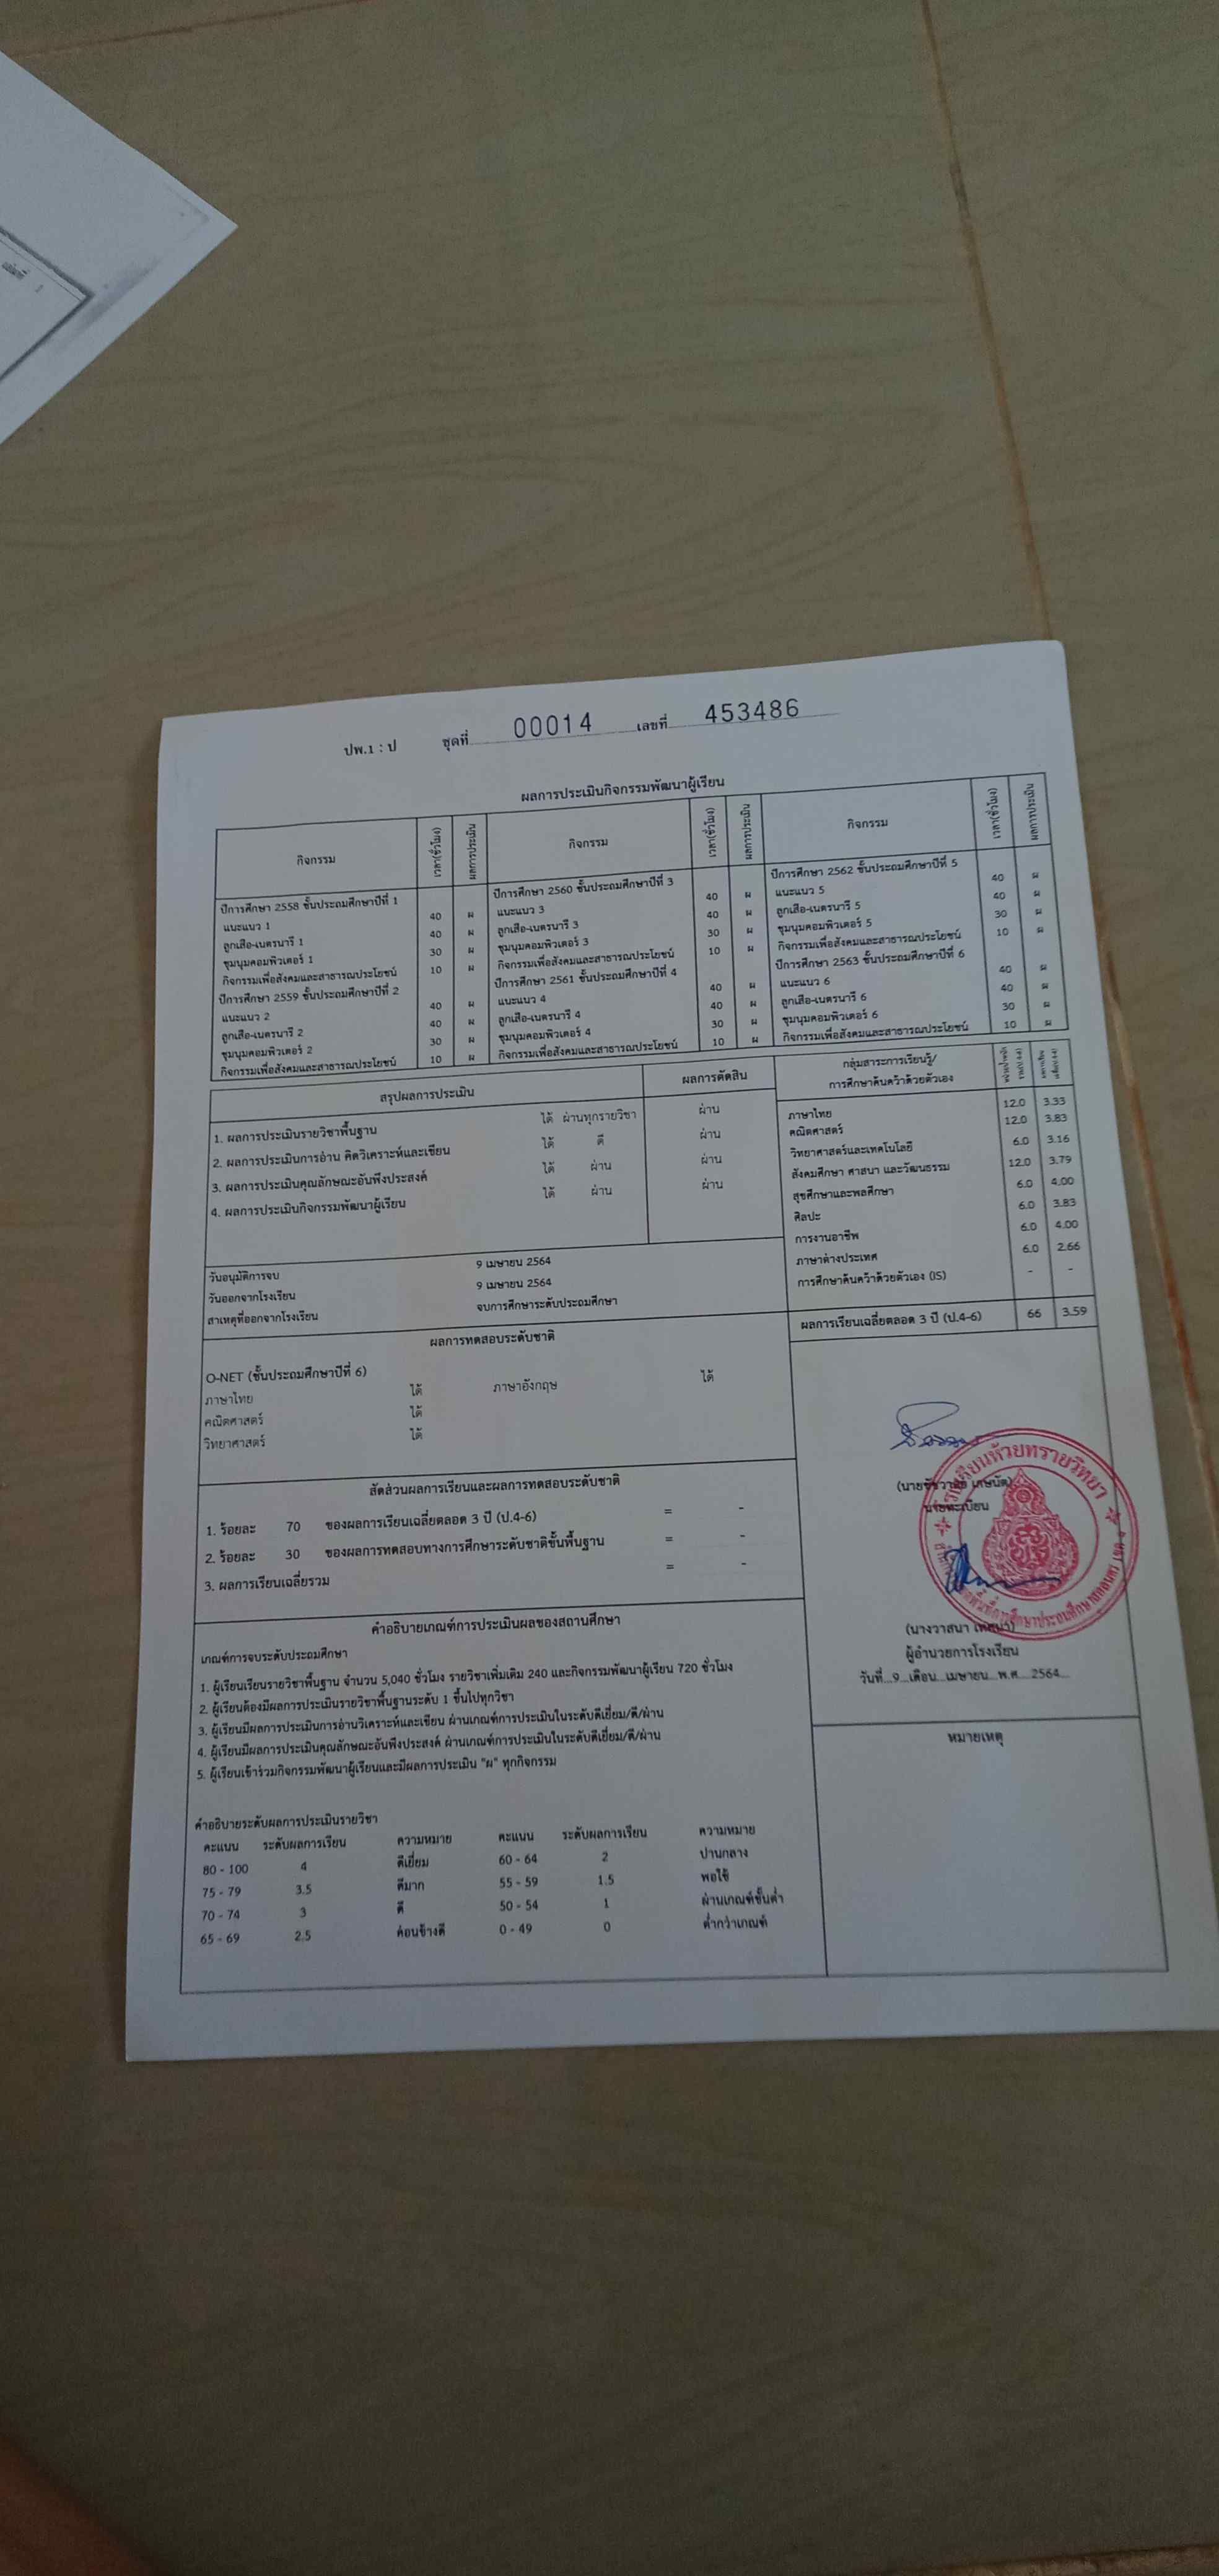 ปพ.1 : ป ชุดที่ 00014 เลขที่ 453486
ผลการประเมินกิจกรรมพัฒนาผู้เรียน
กิจกรรม เวลา(ชั่วโมง) ผลการประเมิน กิจกรรม เวลา(ชั่วโมง) ผลการประเมิน กิจกรรม เวลา(ชั่วโมง) ผลการประเมิน
ปีการศึกษา 2558 ชั้นประถมศึกษาปีที่ 1 ปีการศึกษา 2560 ชั้นประถมศึกษาปีที่ 3 ปีการศึกษา 2562 ชั้นประถมศึกษาปีที่ 5
แนะแนว 1 40 ผ แนะแนว 3 40 ผ แนะแนว 5 40 ผ
ลูกเสือ-เนตรนารี 1 40 ผ ลูกเสือ-เนตรนารี 3 40 ผ ลูกเสือ-เนตรนารี 5 40 ผ
ชุมนุมคอมพิวเตอร์ 1 30 ผ ชุมนุมคอมพิวเตอร์ 3 30 ผ ชุมนุมคอมพิวเตอร์ 5 30 ผ
กิจกรรมเพื่อสังคมและสาธารณประโยชน์ 10 ผ กิจกรรมเพื่อสังคมและสาธารณประโยชน์ 10 ผ กิจกรรมเพื่อสังคมและสาธารณประโยชน์ 10 ผ
ปีการศึกษา 2559 ชั้นประถมศึกษาปีที่ 2 ปีการศึกษา 2561 ชั้นประถมศึกษาปีที่ 4 ปีการศึกษา 2563 ชั้นประถมศึกษาปีที่ 6
แนะแนว 2 40 ผ แนะแนว 4 40 ผ แนะแนว 6 40 ผ
ลูกเสือ-เนตรนารี 2 40 ผ ลูกเสือ-เนตรนารี 4 40 ผ ลูกเสือ-เนตรนารี 6 40 ผ
ชุมนุมคอมพิวเตอร์ 2 30 ผ ชุมนุมคอมพิวเตอร์ 4 30 ผ ชุมนุมคอมพิวเตอร์ 6 30 ผ
กิจกรรมเพื่อสังคมและสาธารณประโยชน์ 10 ผ กิจกรรมเพื่อสังคมและสาธารณประโยชน์ 10 ผ กิจกรรมเพื่อสังคมและสาธารณประโยชน์ 10 ผ
สรุปผลการประเมิน ผลการตัดสิน
1. ผลการประเมินรายวิชาพื้นฐาน ได้ ผ่านทุกรายวิชา ผ่าน
2. ผลการประเมินการอ่าน คิดวิเคราะห์และเขียน ได้ ดี ผ่าน
3. ผลการประเมินคุณลักษณะอันพึงประสงค์ ได้ ผ่าน ผ่าน
4. ผลการประเมินกิจกรรมพัฒนาผู้เรียน ได้ ผ่าน ผ่าน
วันอนุมัติการจบ 9 เมษายน 2564
วันออกจากโรงเรียน 9 เมษายน 2564
สาเหตุที่ออกจากโรงเรียน จบการศึกษาระดับประถมศึกษา
กลุ่มสาระการเรียนรู้/
การศึกษาค้นคว้าด้วยตัวเอง
ภาษาไทย 12.0 3.33
คณิตศาสตร์ 12.0 3.83
วิทยาศาสตร์และเทคโนโลยี 6.0 3.16
สังคมศึกษา ศาสนา และวัฒนธรรม 12.0 3.79
สุขศึกษาและพลศึกษา 6.0 4.00
ศิลปะ 6.0 3.83
การงานอาชีพ 6.0 4.00
ภาษาต่างประเทศ 6.0 2.66
การศึกษาค้นคว้าด้วยตัวเอง (IS) - -
ผลการเรียนเฉลี่ยตลอด 3 ปี (ป.4-6) 66 3.59
ผลการทดสอบระดับชาติ
O-NET (ชั้นประถมศึกษาปีที่ 6)
ภาษาไทย ได้ ภาษาอังกฤษ ได้
คณิตศาสตร์ ได้
วิทยาศาสตร์ ได้
สัดส่วนผลการเรียนและผลการทดสอบระดับชาติ
1. ร้อยละ 70 ของผลการเรียนเฉลี่ยตลอด 3 ปี (ป.4-6) = -
2. ร้อยละ 30 ของผลการทดสอบทางการศึกษาระดับชาติขั้นพื้นฐาน = -
3. ผลการเรียนเฉลี่ยรวม = -
นายทะเบียน
(นางวาสนา
ผู้อำนวยการโรงเรียน
วันที่ 9 เดือน เมษายน พ.ศ. 2564
หมายเหตุ
คำอธิบายเกณฑ์การประเมินผลของสถานศึกษา
เกณฑ์การจบระดับประถมศึกษา
1. ผู้เรียนเรียนรายวิชาพื้นฐาน จำนวน 5,040 ชั่วโมง รายวิชาเพิ่มเติม 240 และกิจกรรมพัฒนาผู้เรียน 720 ชั่วโมง
2. ผู้เรียนต้องมีผลการประเมินรายวิชาพื้นฐานระดับ 1 ขึ้นไปทุกวิชา
3. ผู้เรียนมีผลการประเมินการอ่านวิเคราะห์และเขียน ผ่านเกณฑ์การประเมินในระดับดีเยี่ยม/ดี/ผ่าน
4. ผู้เรียนมีผลการประเมินคุณลักษณะอันพึงประสงค์ ผ่านเกณฑ์การประเมินในระดับดีเยี่ยม/ดี/ผ่าน
5. ผู้เรียนเข้าร่วมกิจกรรมพัฒนาผู้เรียนและมีผลการประเมิน "ผ" ทุกกิจกรรม
คำอธิบายระดับผลการประเมินรายวิชา
คะแนน ระดับผลการเรียน ความหมาย คะแนน ระดับผลการเรียน ความหมาย
80 - 100 4 ดีเยี่ยม 60 - 64 2 ปานกลาง
75 - 79 3.5 ดีมาก 55 - 59 1.5 พอใช้
70 - 74 3 ดี 50 - 54 1 ผ่านเกณฑ์ขั้นต่ำ
65 - 69 2.5 ค่อนข้างดี 0 - 49 0 ต่ำกว่าเกณฑ์